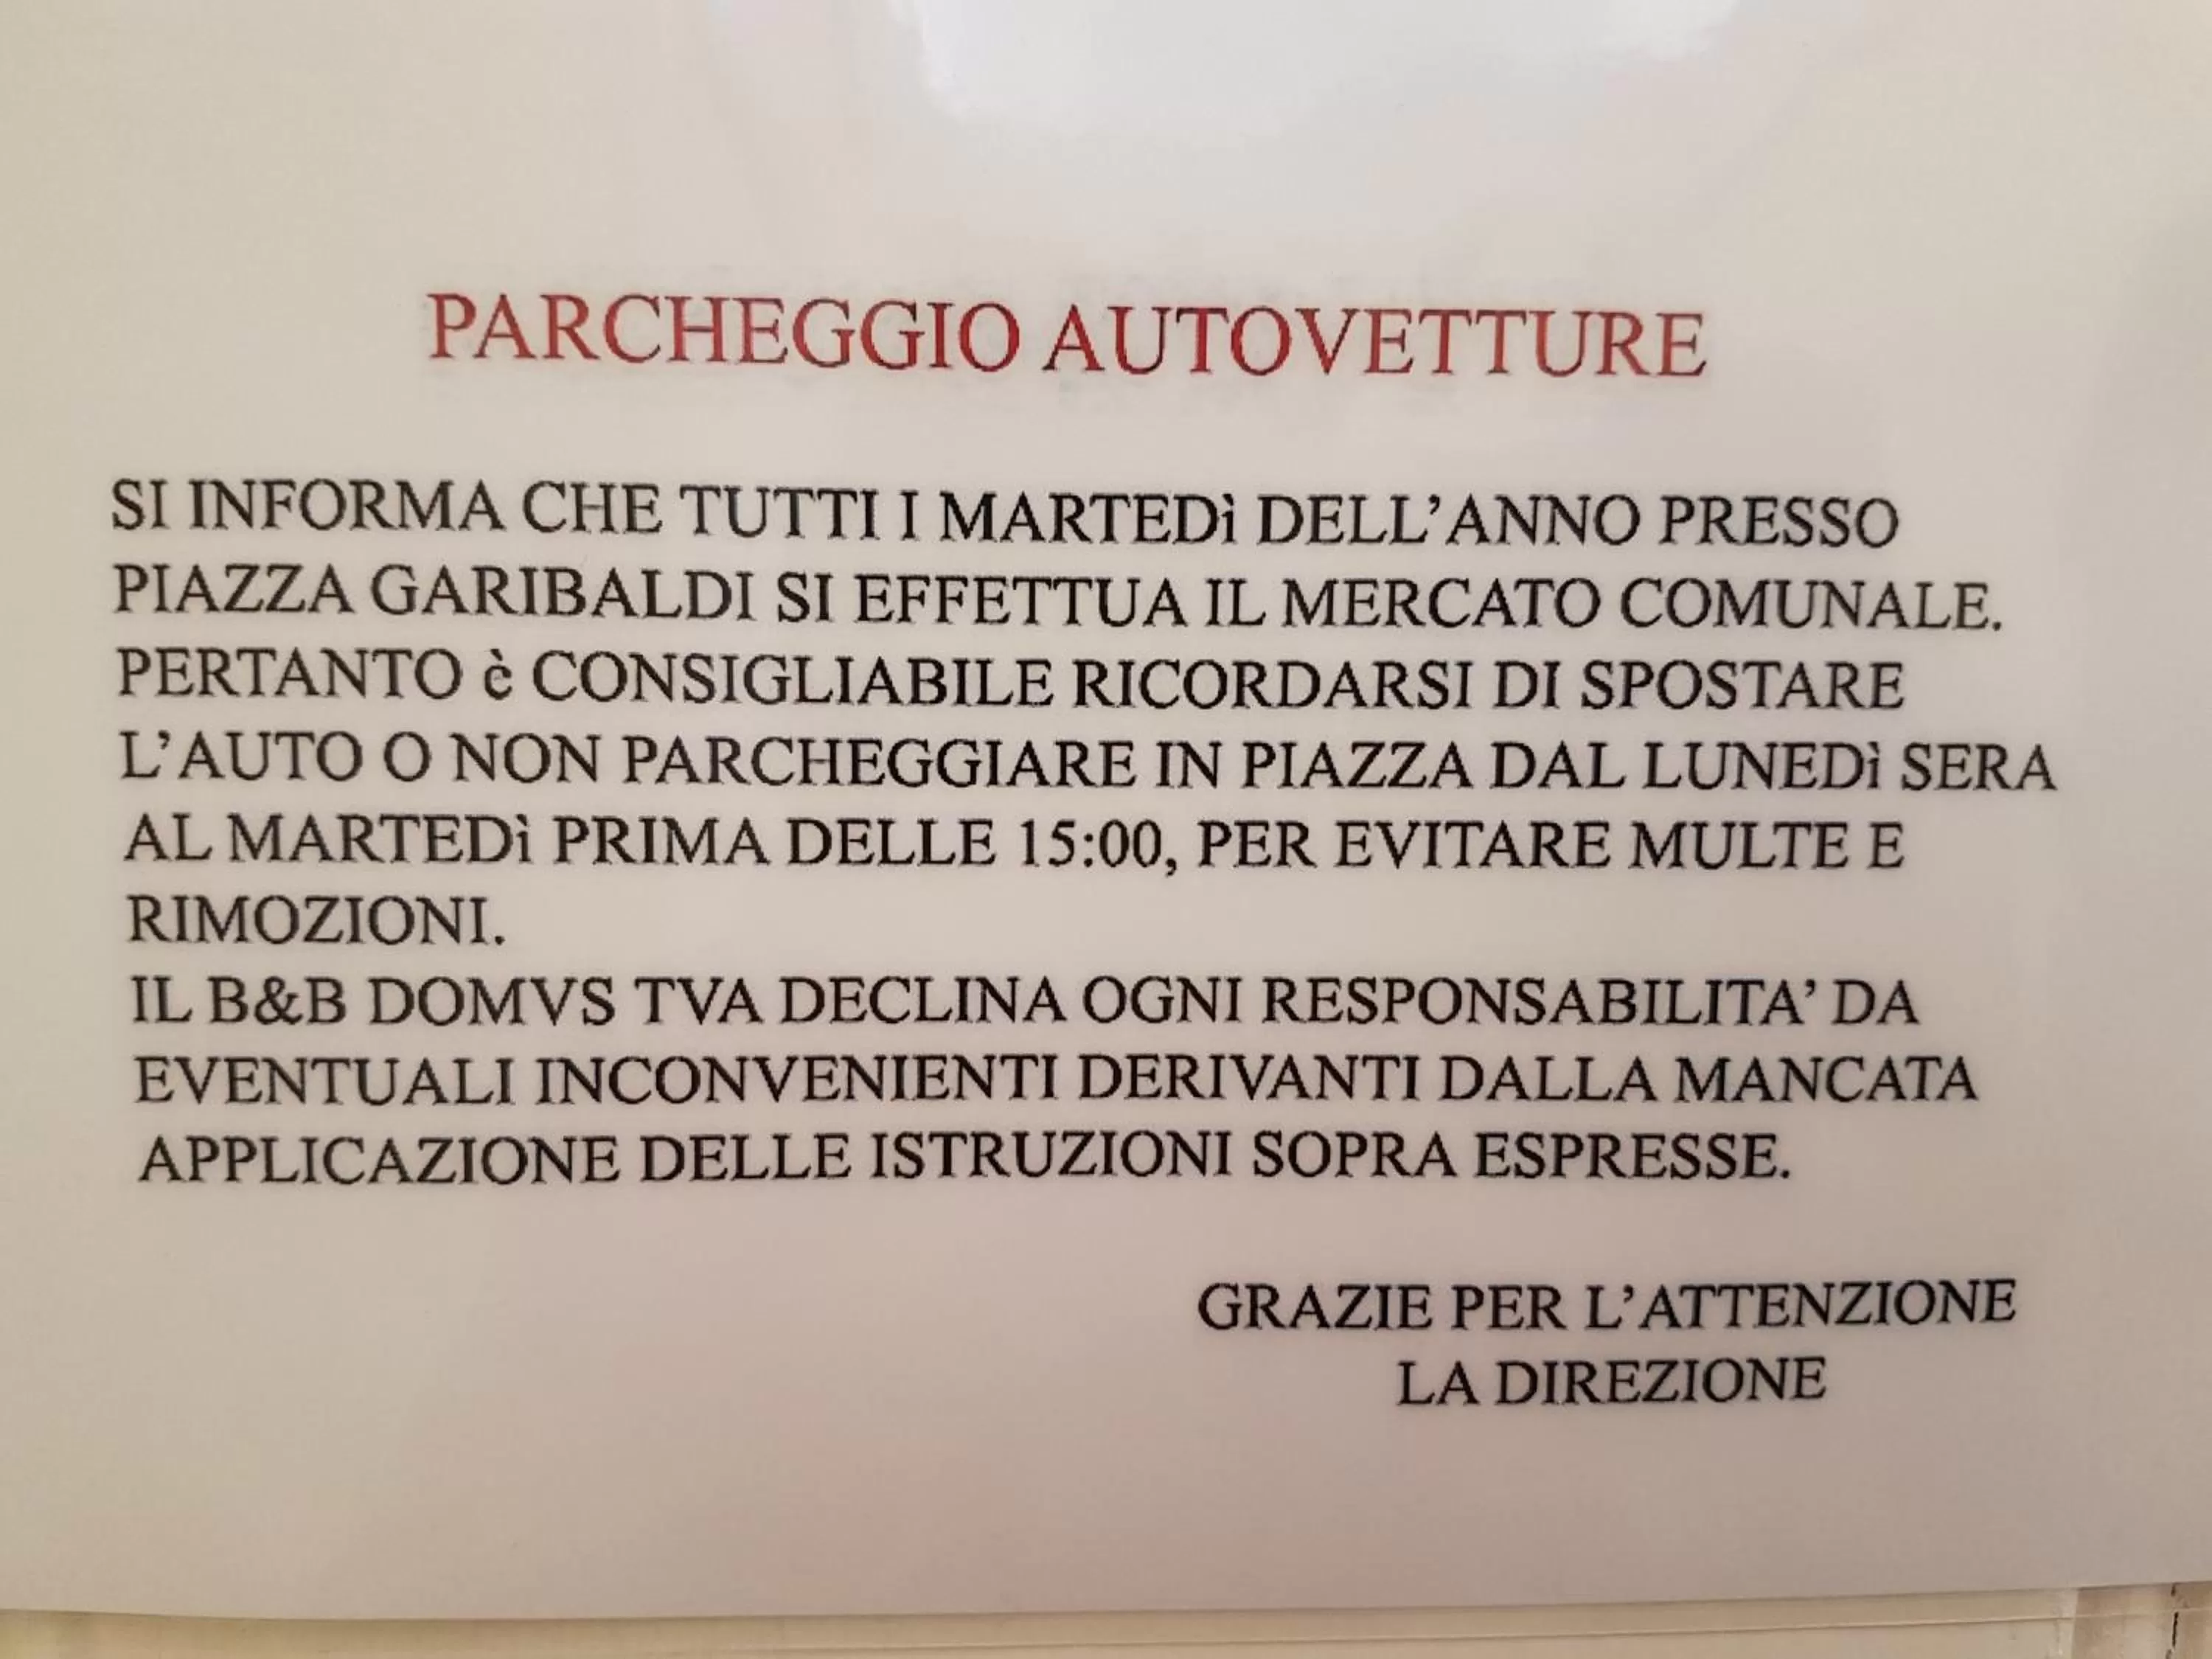 PARCHEGGIO AUTOVETTURE
SI INFORMA CHE TUTTI I MARTEDì DELL’ANNO PRESSO
PIAZZA GARIBALDI SI EFFETTUA IL MERCATO COMUNALE.
PERTANTO è CONSIGLIABILE RICORDARSI DI SPOSTARE
L’AUTO O NON PARCHEGGIARE IN PIAZZA DAL LUNEDì SERA
AL MARTEDì PRIMA DELLE 15:00, PER EVITARE MULTE E
RIMOZIONI.
IL B&B DOMVS TVA DECLINA OGNI RESPONSABILITA’ DA
EVENTUALI INCONVENIENTI DERIVANTI DALLA MANCATA
APPLICAZIONE DELLE ISTRUZIONI SOPRA ESPRESSE.
GRAZIE PER L’ATTENZIONE
LA DIREZIONE